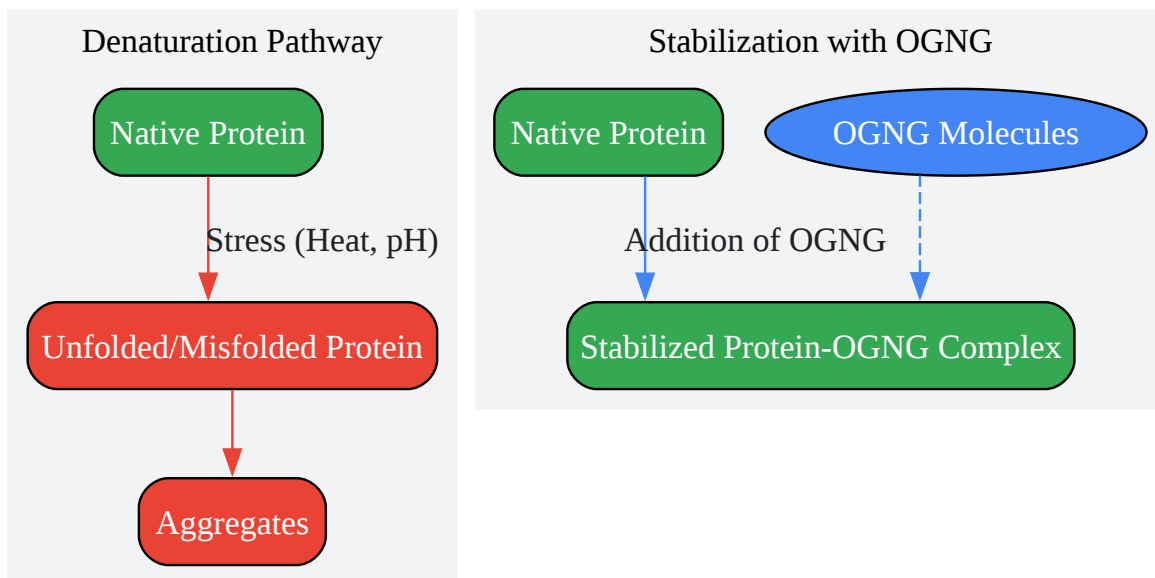 Denaturation Pathway
Native Protein
Stress (Heat, pH)
Unfolded/Misfolded Protein
Aggregates
Stabilization with OGNG
Native Protein
OGNG Molecules
Addition of OGNG
Stabilized Protein-OGNG Complex